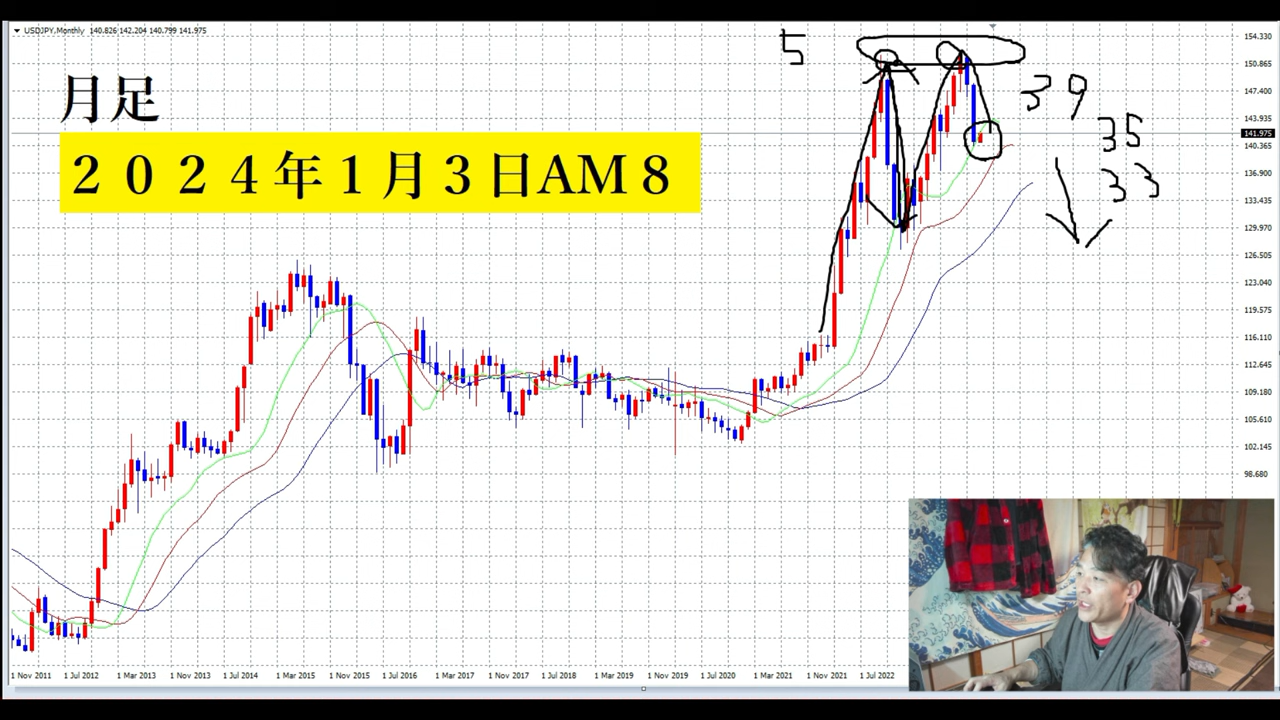 USDJPY,Monthly 140.826 142.204 140.799 141.975
月足
２０２４年１月３日AM８
5
39
35
33
154.330
150.865
147.400
143.935
141.975
140.365
136.900
133.435
129.970
126.505
123.040
119.575
116.110
112.645
109.180
105.610
102.145
98.680
1 Nov 2011
1 Jul 2012
1 Mar 2013
1 Nov 2013
1 Jul 2014
1 Mar 2015
1 Nov 2015
1 Jul 2016
1 Mar 2017
1 Nov 2017
1 Jul 2018
1 Mar 2019
1 Nov 2019
1 Jul 2020
1 Mar 2021
1 Nov 2021
1 Jul 2022